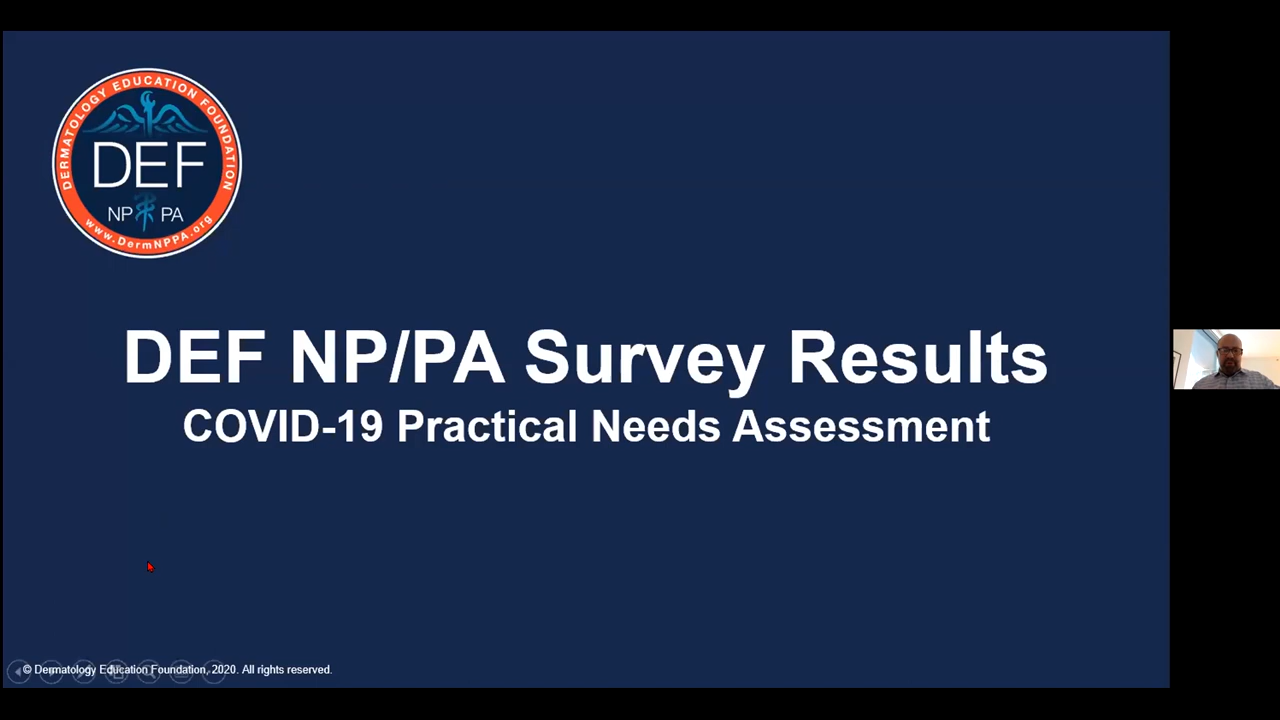 DERMATOLOGY EDUCATION FOUNDATION
DEF
NP PA
www.DermNPPA.org
DEF NP/PA Survey Results
COVID-19 Practical Needs Assessment
© Dermatology Education Foundation, 2020. All rights reserved.